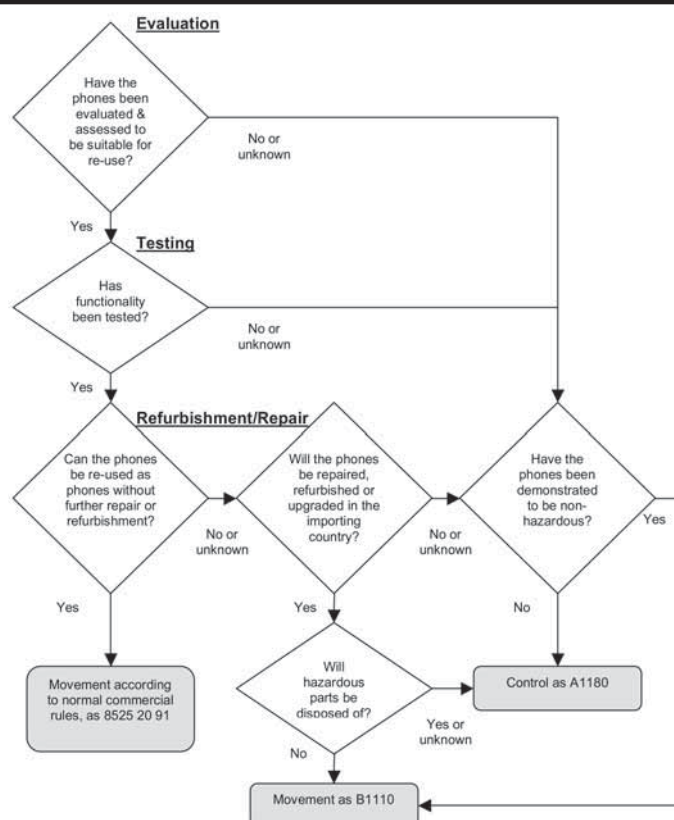 Evaluation
Have the
phones been
evaluated &
assessed to
be suitable for
re-use?
No or
unknown
Yes
Testing
Has
functionality
been tested?
No or
unknown
Yes
Refurbishment/Repair
Can the phones
be re-used as
phones without
further repair or
refurbishment?
No or
unknown
Will the phones
be repaired,
refurbished or
upgraded in the
importing
country?
No or
unknown
Have the
phones been
demonstrated
to be non-
hazardous?
Yes
Yes
Yes
No
Movement according
to normal commercial
rules, as 8525 20 91
Will
hazardous
parts be
disposed of?
Yes or
unknown
Control as A1180
No
Movement as B1110